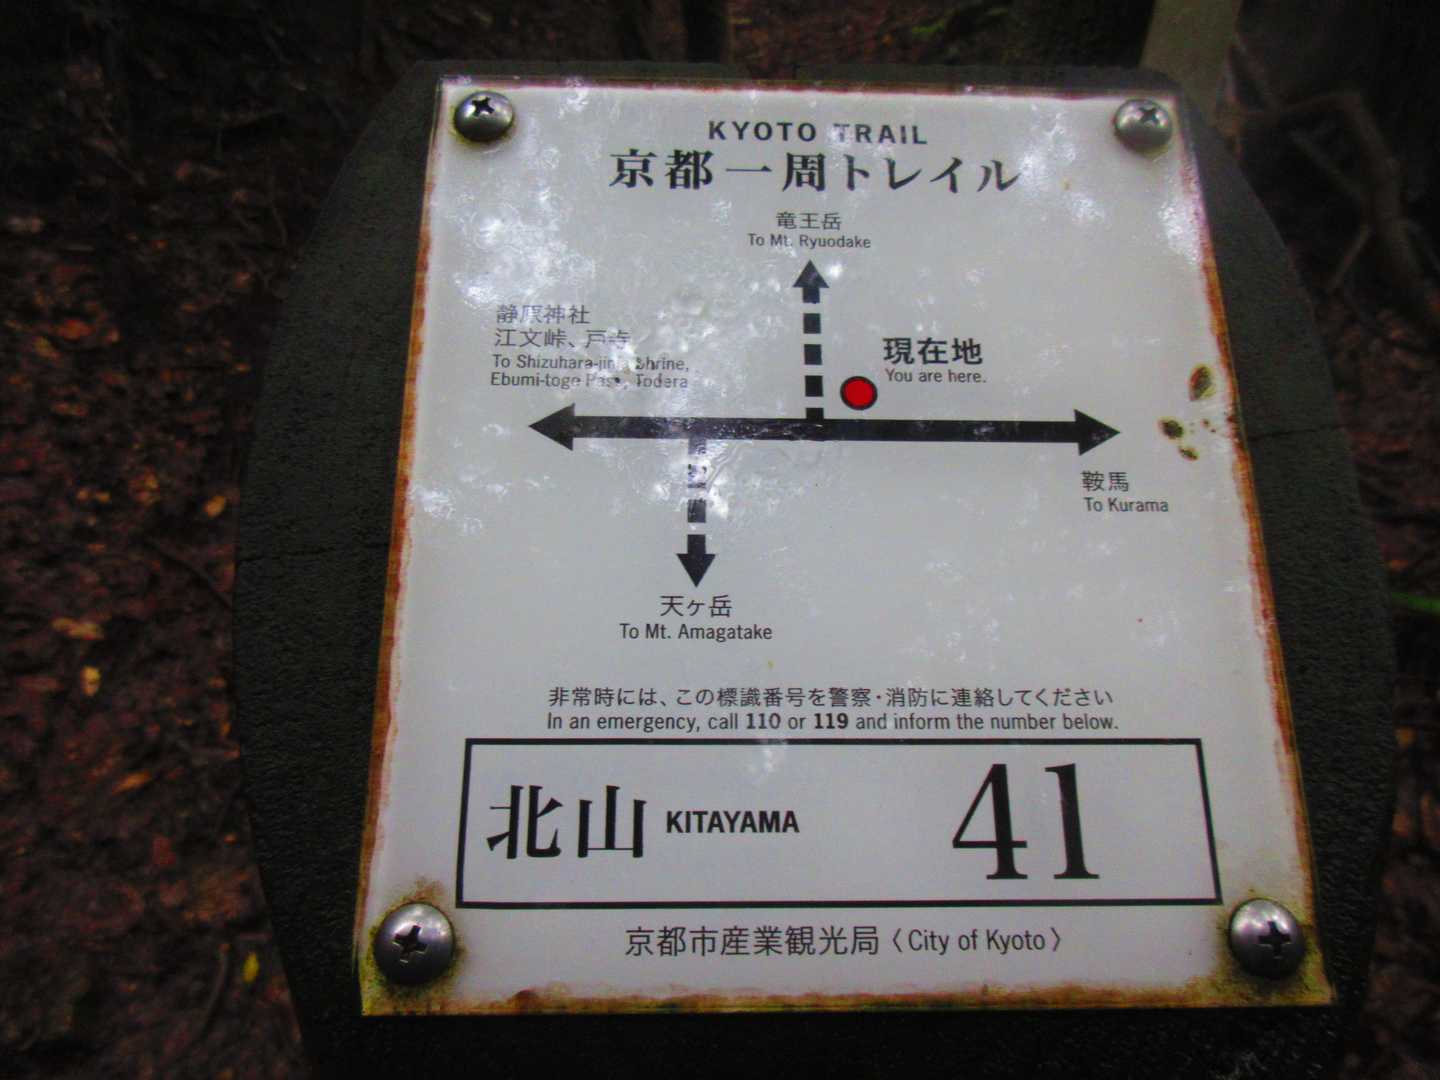 KYOTO TRAIL
京都一周トレイル
竜王岳
To Mt. Ryuodake
静原神社
江文峠、戸寺
To Shizuhara-jinja Shrine,
Ebumi-toge Pass, Todera
現在地
You are here.
鞍馬
To Kurama
天ヶ岳
To Mt. Amagatake
非常時には、この標識番号を警察・消防に連絡してください
In an emergency, call 110 or 119 and inform the number below.
北山 KITAYAMA 41
京都市産業観光局〈City of Kyoto〉